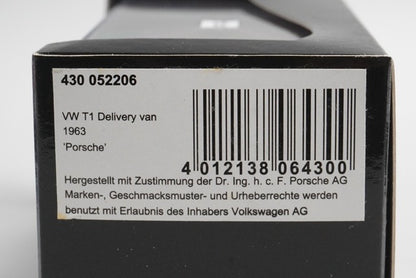 430 052206
VW T1 Delivery van
1963
'Porsche'
4 012138 064300
Hergestellt mit Zustimmung der Dr. Ing. h. c. F. Porsche AG
Marken-, Geschmacksmuster- und Urheberrechte werden
benutzt mit Erlaubnis des Inhabers Volkswagen AG